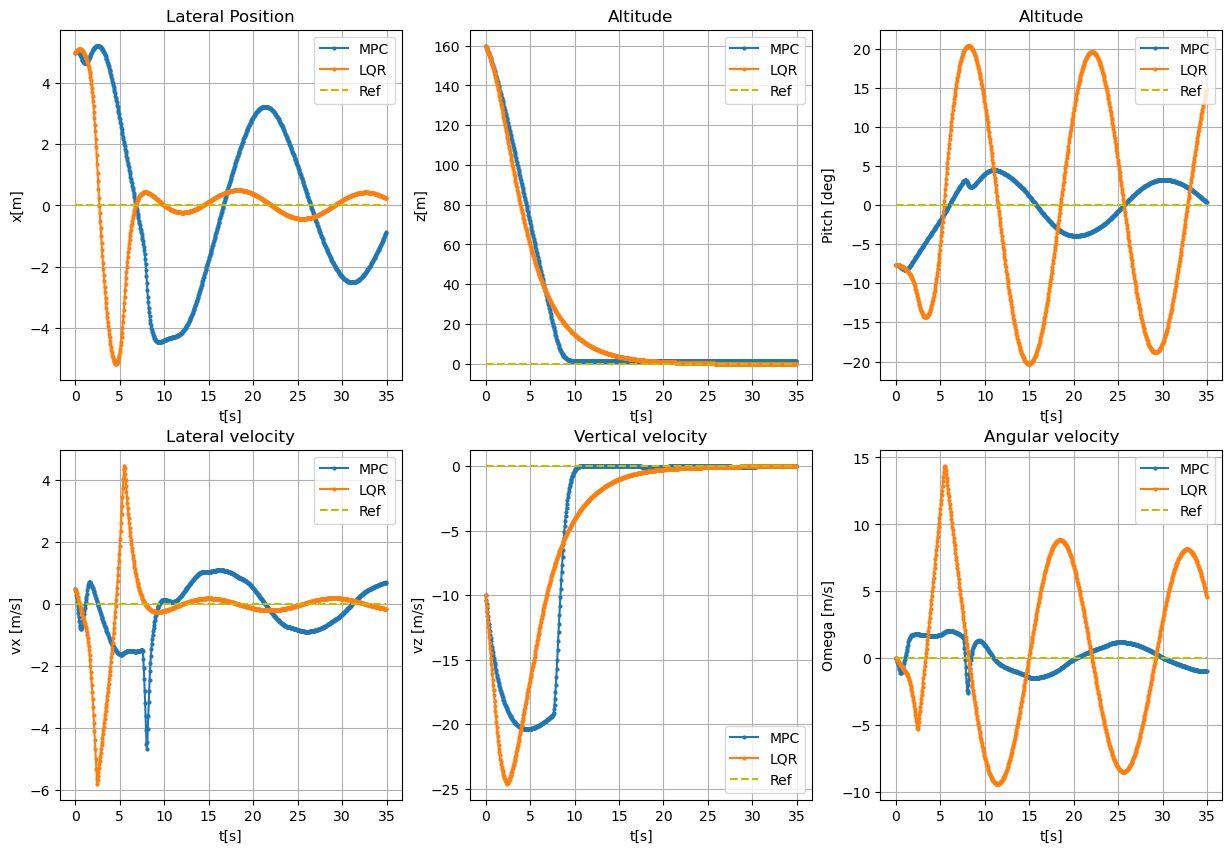 Lateral Position
x[m]
4
2
0
−2
−4
MPC
LQR
Ref
0 5 10 15 20 25 30 35
t[s]
Altitude
z[m]
160
140
120
100
80
60
40
20
0
MPC
LQR
Ref
0 5 10 15 20 25 30 35
t[s]
Altitude
Pitch [deg]
20
15
10
5
0
−5
−10
−15
−20
MPC
LQR
Ref
0 5 10 15 20 25 30 35
t[s]
Lateral velocity
vx [m/s]
4
2
0
−2
−4
−6
MPC
LQR
Ref
0 5 10 15 20 25 30 35
t[s]
Vertical velocity
vz [m/s]
0
−5
−10
−15
−20
−25
MPC
LQR
Ref
0 5 10 15 20 25 30 35
t[s]
Angular velocity
Omega [m/s]
15
10
5
0
−5
−10
MPC
LQR
Ref
0 5 10 15 20 25 30 35
t[s]